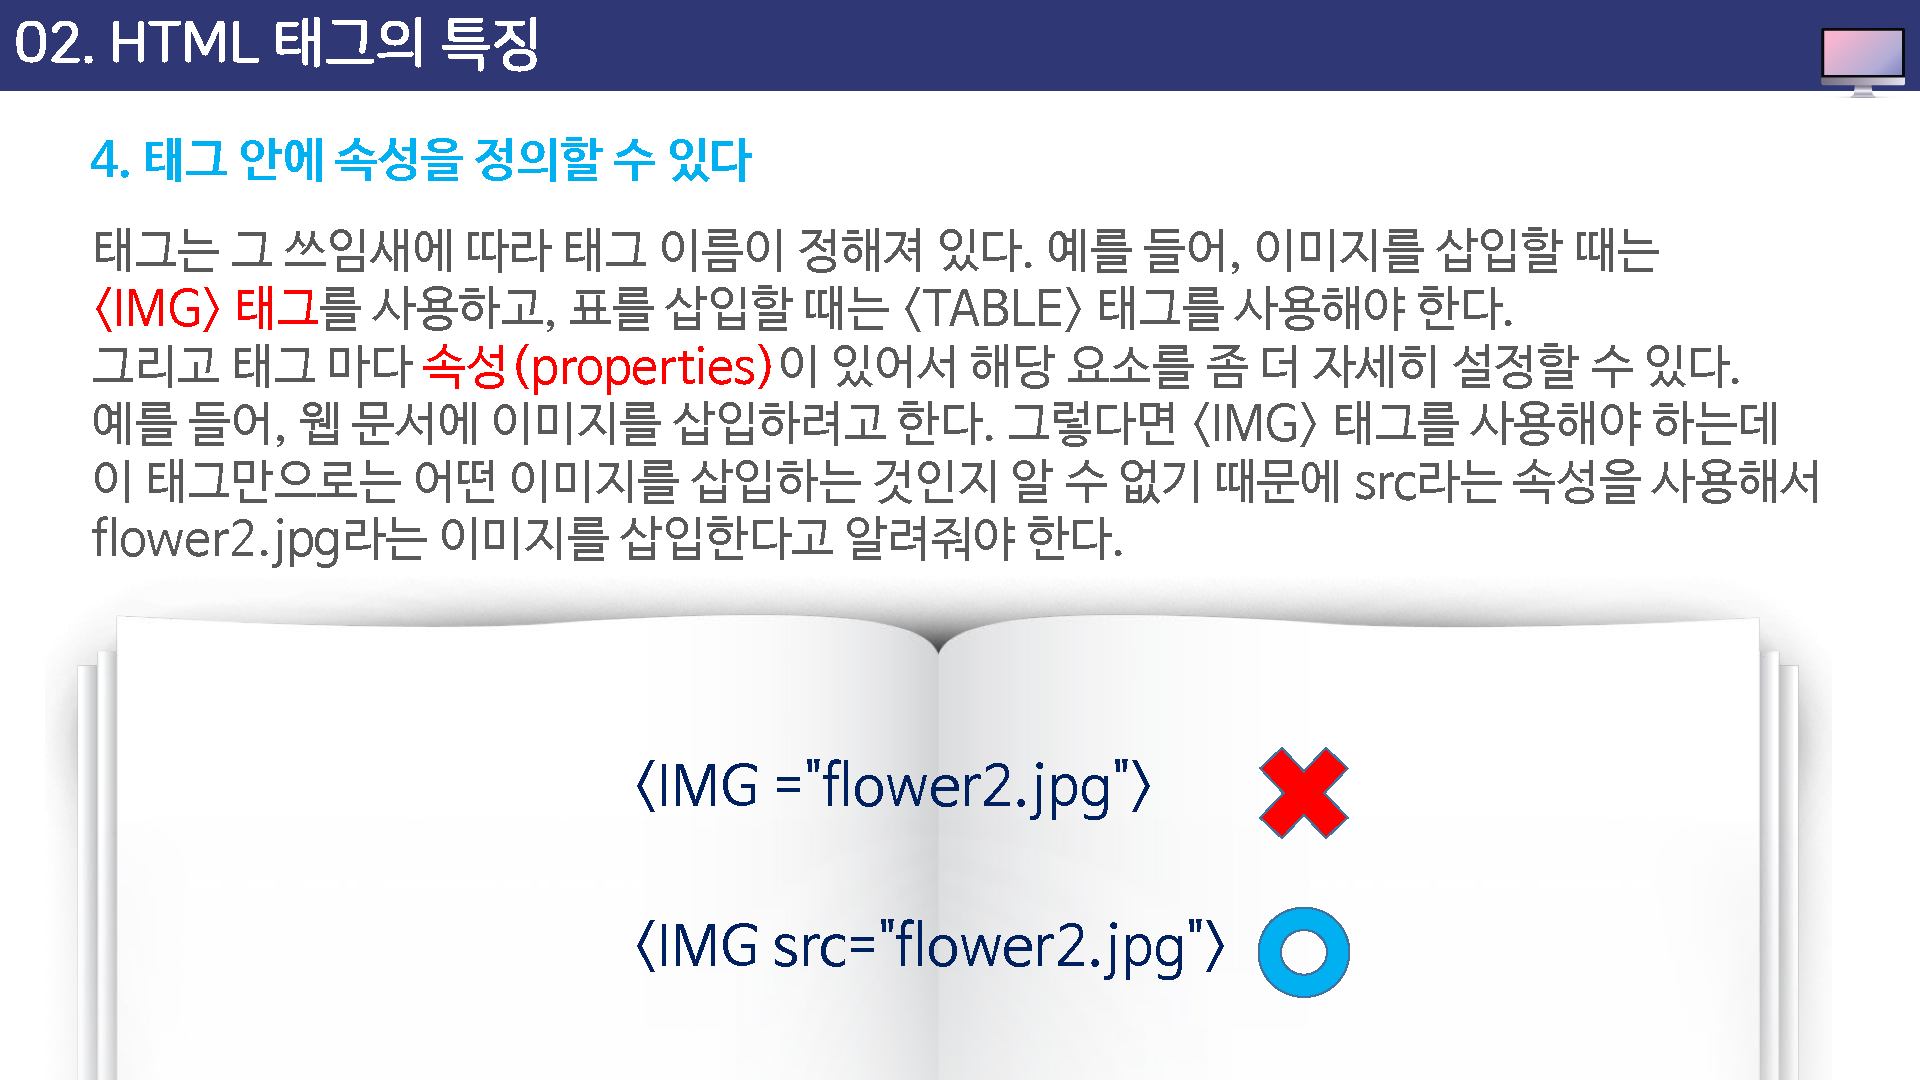 02. HTML 태그의 특징
4. 태그 안에 속성을 정의할 수 있다
태그는 그 쓰임새에 따라 태그 이름이 정해져 있다. 예를 들어, 이미지를 삽입할 때는
<IMG> 태그를 사용하고, 표를 삽입할 때는 <TABLE> 태그를 사용해야 한다.
그리고 태그 마다 속성(properties)이 있어서 해당 요소를 좀 더 자세히 설정할 수 있다.
예를 들어, 웹 문서에 이미지를 삽입하려고 한다. 그렇다면 <IMG> 태그를 사용해야 하는데
이 태그만으로는 어떤 이미지를 삽입하는 것인지 알 수 없기 때문에 src라는 속성을 사용해서
flower2.jpg라는 이미지를 삽입한다고 알려줘야 한다.
<IMG ="flower2.jpg">
<IMG src="flower2.jpg">